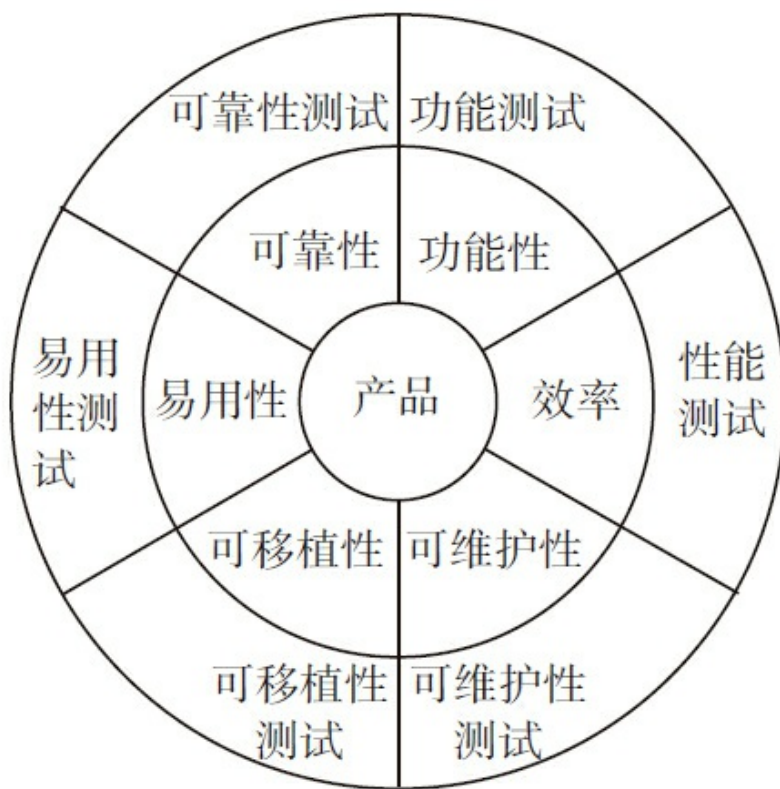 可靠性测试
功能测试
可靠性
功能性
易用
性测
试
易用性
产品
效率
性能
测试
可移植性
可维护性
可移植性
测试
可维护性
测试